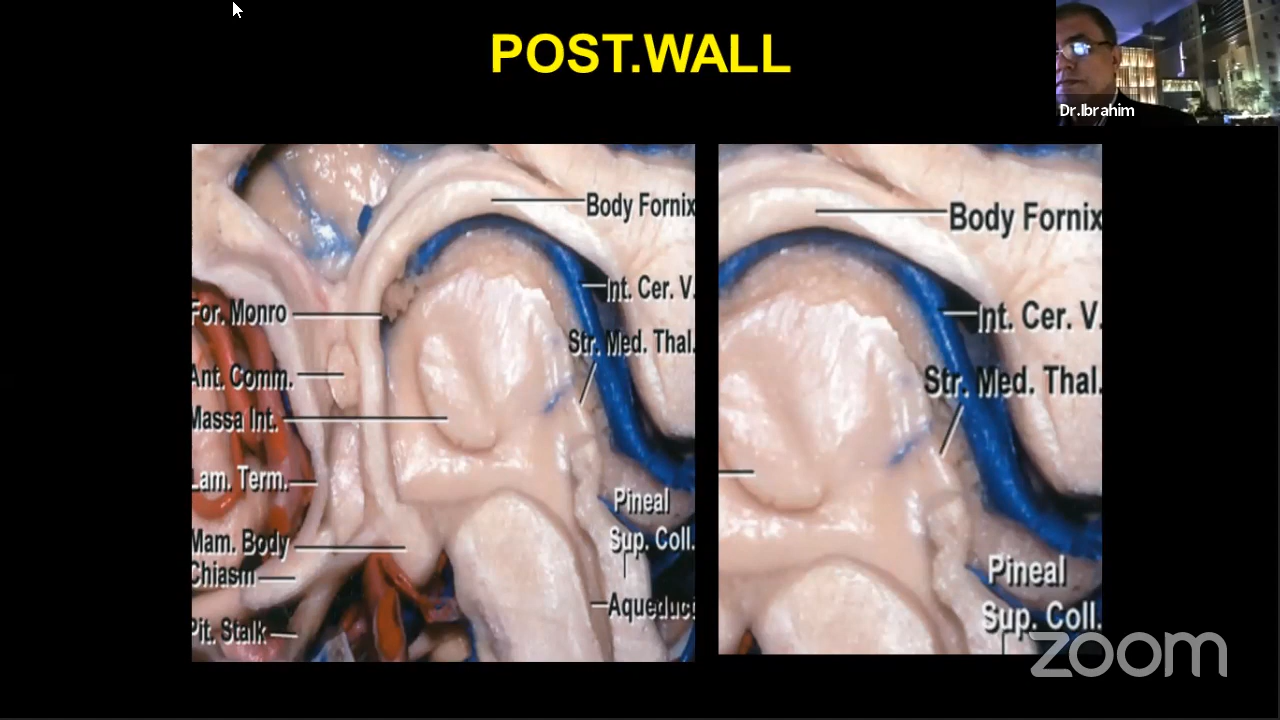 POST.WALL
Dr.Ibrahim
Body Fornix
Int. Cer. V.
For. Monro
Str. Med. Thal.
Ant. Comm.
Massa Int.
Lam. Term.
Pineal
Sup. Coll.
Mam. Body
Chiasm
Aqueduc
Pit. Stalk
Body Fornix
Int. Cer. V.
Str. Med. Thal.
Pineal
Sup. Coll.
zoom